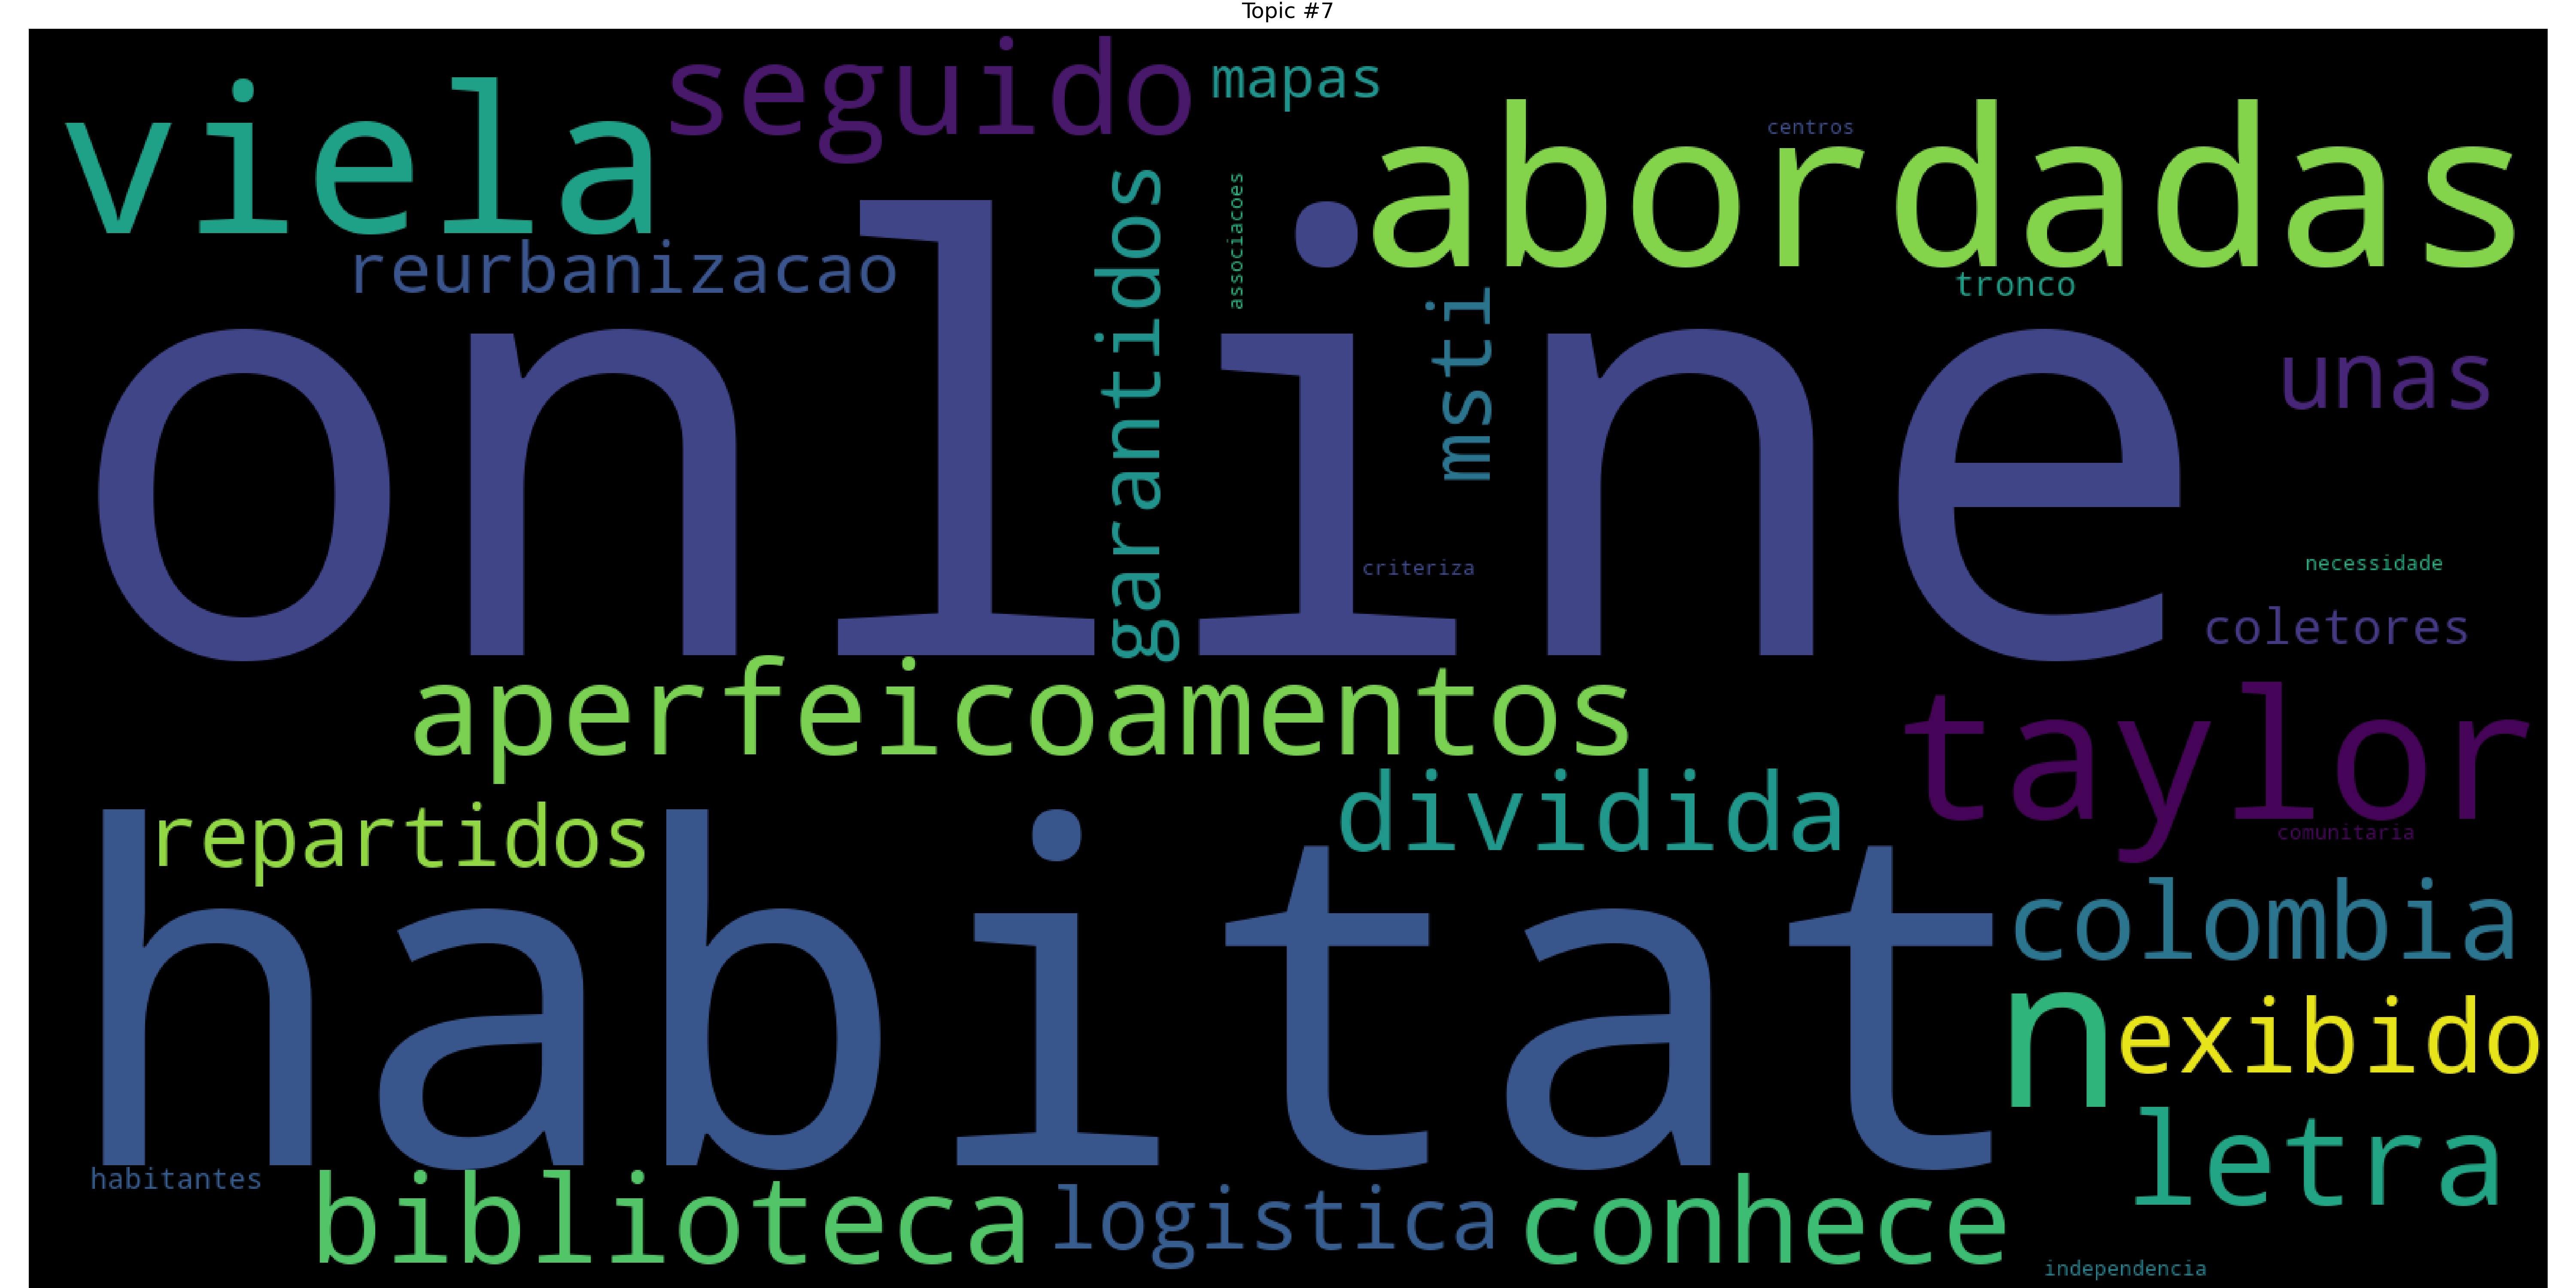 Topic #7
seguido
mapas
viela
abordadas
centros
associacoes
reurbanizacao
garantidos
msti
tronco
online
unas
criteriza
necessidade
coletores
aperfeicoamentos
taylor
repartidos
dividida
comunitaria
habitat
colombia
n
exibido
letra
habitantes
biblioteca
logistica
conhece
independencia